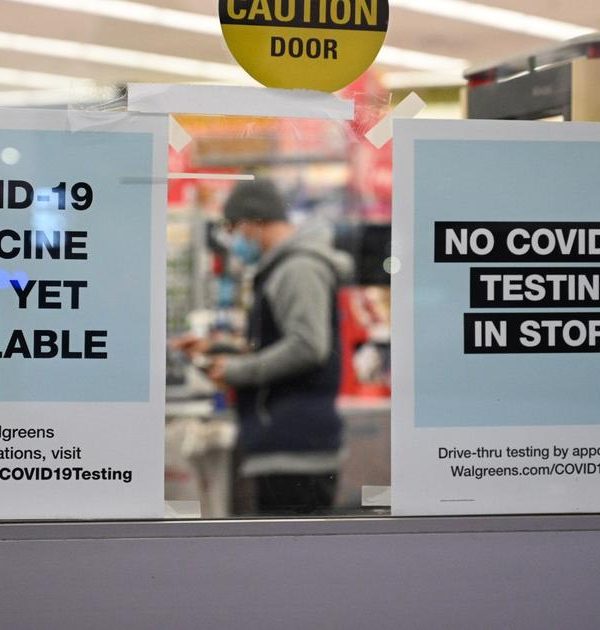 CAUTION
DOOR
ID-19
CINE
YET
LABLE
lgreens
ations, visit
COVID19Testing
NO COVID
TESTIN
IN STOR
Drive-thru testing by appo
Walgreens.com/COVID1